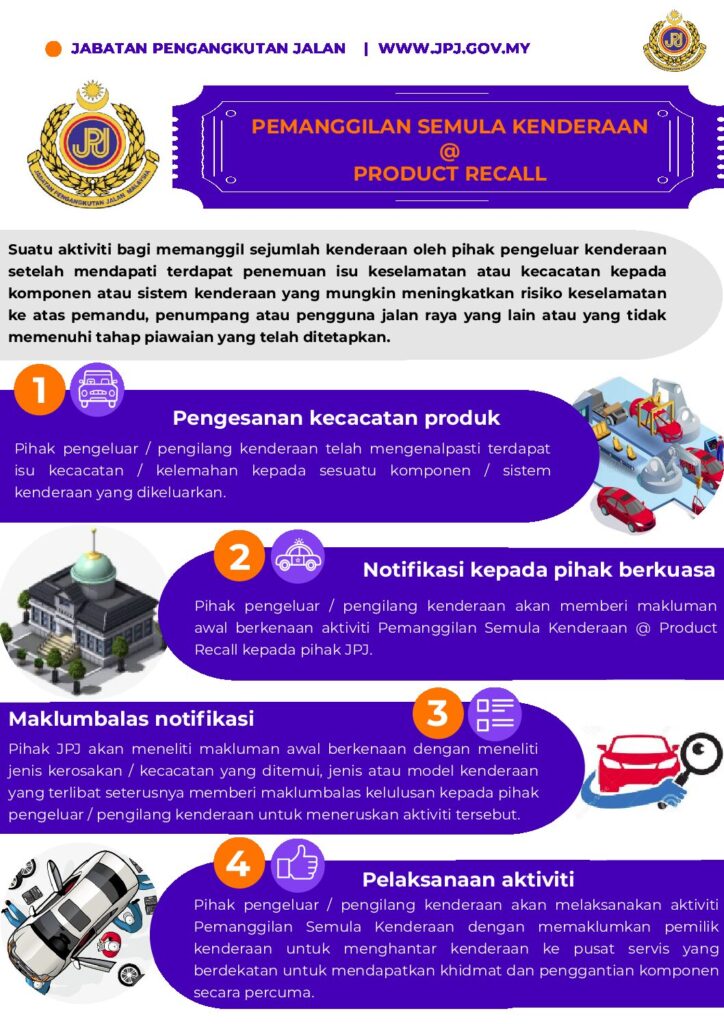 JABATAN PENGANGKUTAN JALAN | WWW.JPJ.GOV.MY
JPJ
JPJ
JABATAN PENGANGKUTAN JALAN MALAYSIA
PEMANGGILAN SEMULA KENDERAAN
@
PRODUCT RECALL
Suatu aktiviti bagi memanggil sejumlah kenderaan oleh pihak pengeluar kenderaan
setelah mendapati terdapat penemuan isu keselamatan atau kecacatan kepada
komponen atau sistem kenderaan yang mungkin meningkatkan risiko keselamatan
ke atas pemandu, penumpang atau pengguna jalan raya yang lain atau yang tidak
memenuhi tahap piawaian yang telah ditetapkan.
1
Pengesanan kecacatan produk
Pihak pengeluar / pengilang kenderaan telah mengenalpasti terdapat
isu kecacatan / kelemahan kepada sesuatu komponen / sistem
kenderaan yang dikeluarkan.
2
Notifikasi kepada pihak berkuasa
Pihak pengeluar / pengilang kenderaan akan memberi makluman
awal berkenaan aktiviti Pemanggilan Semula Kenderaan @ Product
Recall kepada pihak JPJ.
3
Maklumbalas notifikasi
Pihak JPJ akan meneliti makluman awal berkenaan dengan meneliti
jenis kerosakan / kecacatan yang ditemui, jenis atau model kenderaan
yang terlibat seterusnya memberi maklumbalas kelulusan kepada pihak
pengeluar / pengilang kenderaan untuk meneruskan aktiviti tersebut.
4
Pelaksanaan aktiviti
Pihak pengeluar / pengilang kenderaan akan melaksanakan aktiviti
Pemanggilan Semula Kenderaan dengan memaklumkan pemilik
kenderaan untuk menghantar kenderaan ke pusat servis yang
berdekatan untuk mendapatkan khidmat dan penggantian komponen
secara percuma.